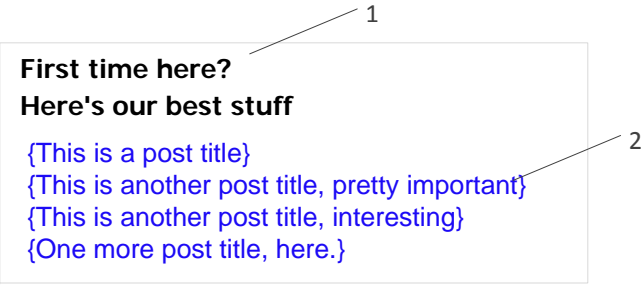 1
First time here?
Here's our best stuff
{This is a post title}
{This is another post title, pretty important}
2
{This is another post title, interesting}
{One more post title, here.}